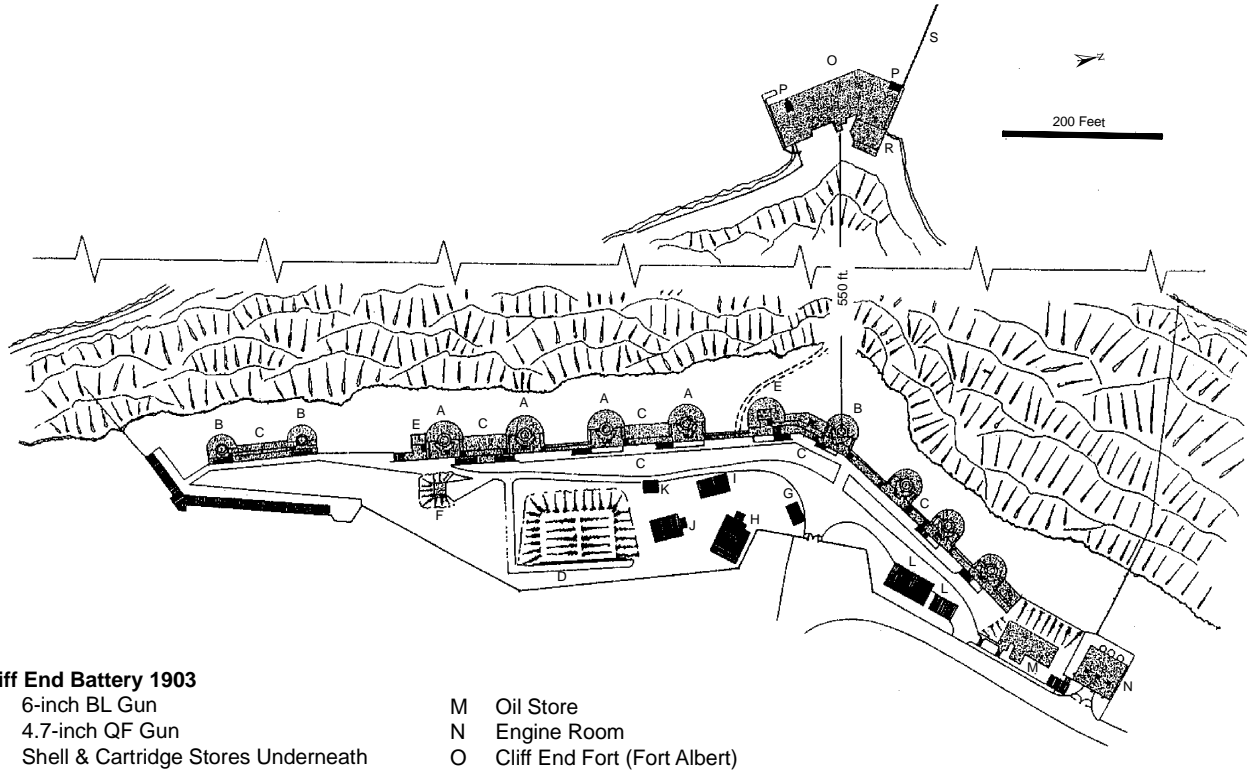 S
O
P
P
R
Z
200 Feet
550 ft.
B
C
B
E
A
C
A
A
C
A
E
B
C
C
C
F
K
I
G
J
H
D
L
L
M
N
iff End Battery 1903
6-inch BL Gun
4.7-inch QF Gun
Shell & Cartridge Stores Underneath
M Oil Store
N Engine Room
O Cliff End Fort (Fort Albert)